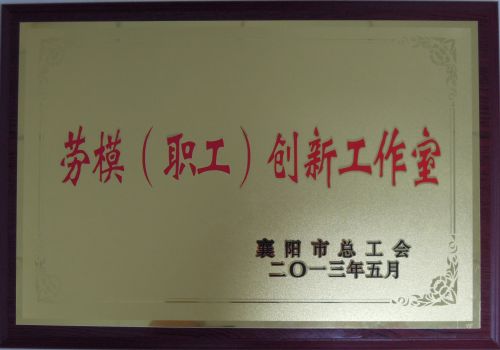 劳模（职工）创新工作室
襄阳市总工会
二〇一三年五月